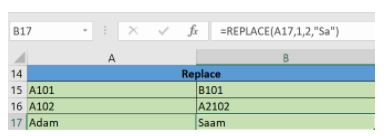 B17 fx =REPLACE(A17,1,2,"Sa")
A B
14 Replace
15 A101 B101
16 A102 A2102
17 Adam Saam